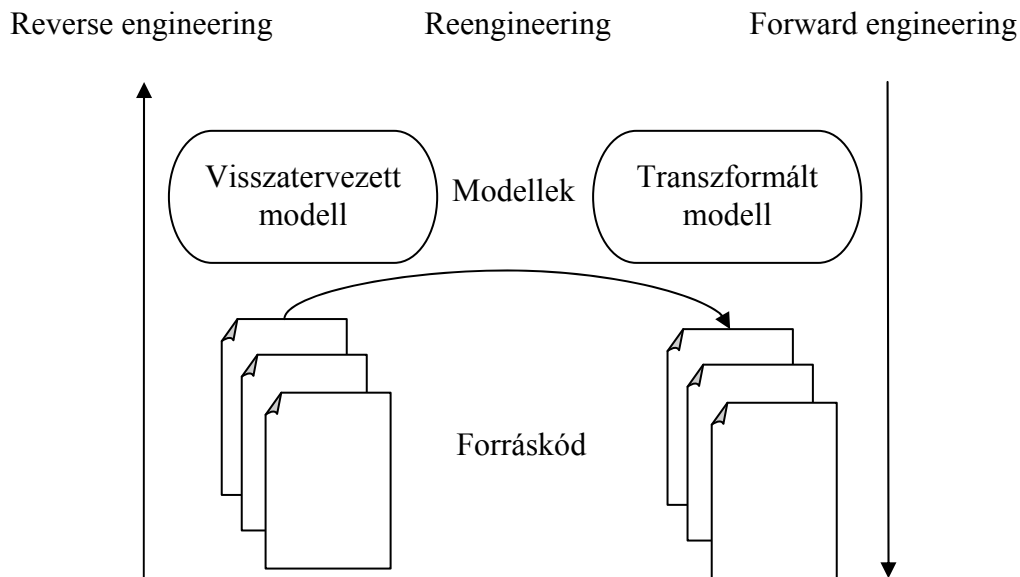 Reverse engineering Reengineering Forward engineering
Visszatervezett
modell
Modellek
Transzformált
modell
Forráskód